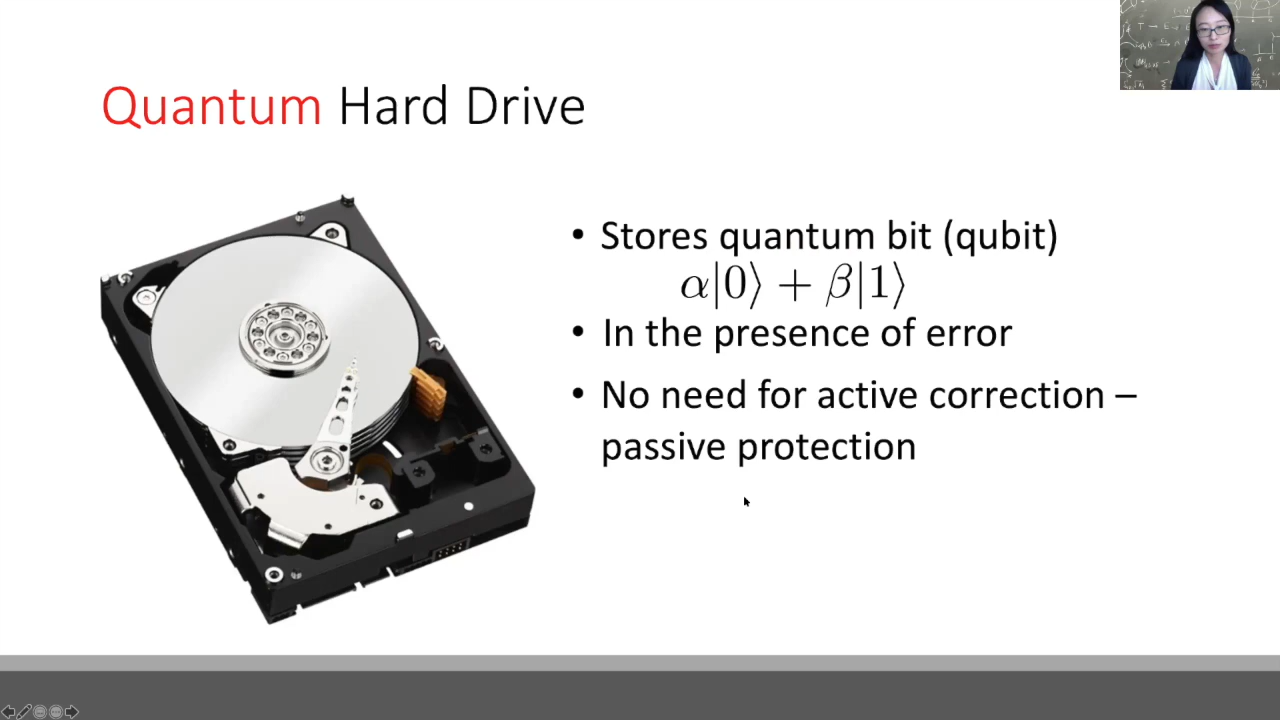 Quantum Hard Drive
• Stores quantum bit (qubit)
α|0⟩ + β|1⟩
• In the presence of error
• No need for active correction –
passive protection